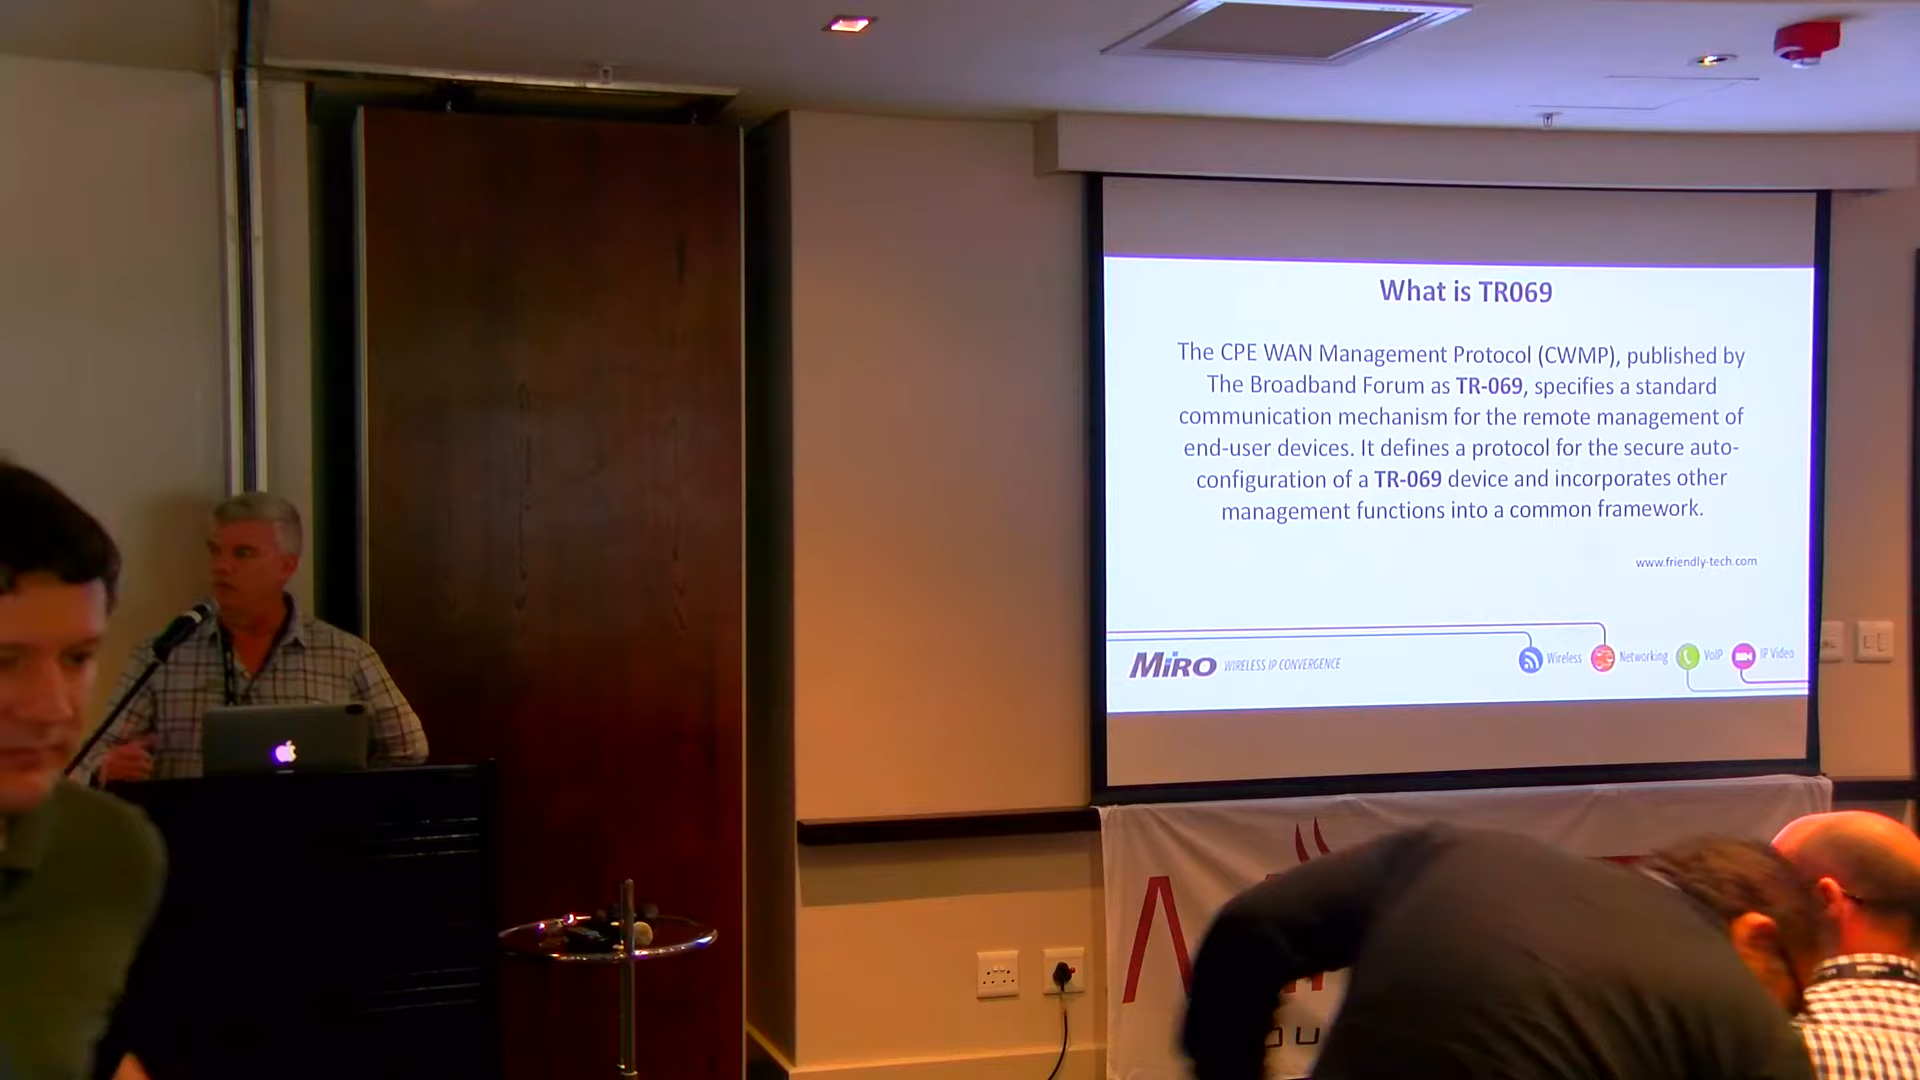 What is TR069
The CPE WAN Management Protocol (CWMP), published by
The Broadband Forum as TR-069, specifies a standard
communication mechanism for the remote management of
end-user devices. It defines a protocol for the secure auto-
configuration of a TR-069 device and incorporates other
management functions into a common framework.
www.friendly-tech.com
MiRO WIRELESS IP CONVERGENCE
Wireless Networking VoIP IP Video